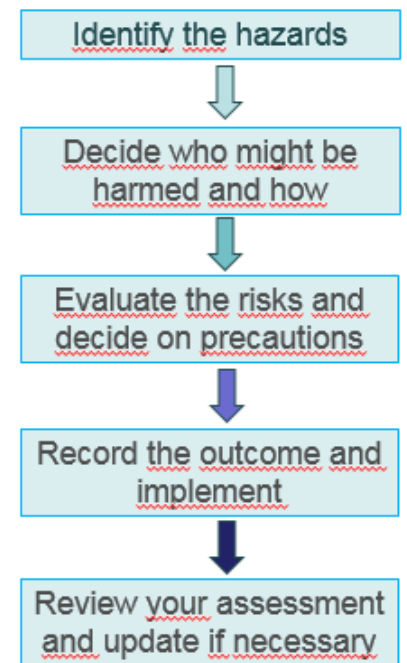 Identify the hazards
Decide who might be
harmed and how
Evaluate the risks and
decide on precautions
Record the outcome and
implement
Review your assessment
and update if necessary